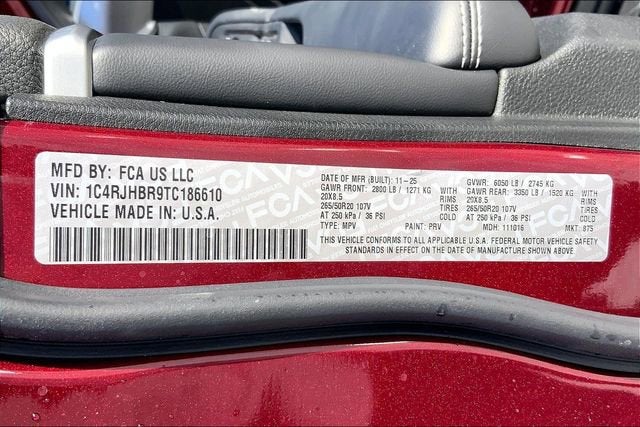 MFD BY: FCA US LLC
VIN: 1C4RJHBR9TC186610
VEHICLE MADE IN: U.S.A.
DATE OF MFR (BUILT): 11-25 GVWR: 6050 LB / 2745 KG
GAWR FRONT: 2800 LB / 1271 KG GAWR REAR: 3350 LB / 1520 KG
20X8.5 RIMS 20X8.5 RIMS
265/50R20 107V TIRES 265/50R20 107V TIRES
AT 250 kPa / 36 PSI AT 250 kPa / 36 PSI
TYPE: MPV PAINT: PRV MDH: 111016 MKT: 875
THIS VEHICLE CONFORMS TO ALL APPLICABLE U.S.A. FEDERAL MOTOR VEHICLE SAFETY
STANDARDS IN EFFECT ON THE DATE OF MANUFACTURE SHOWN ABOVE